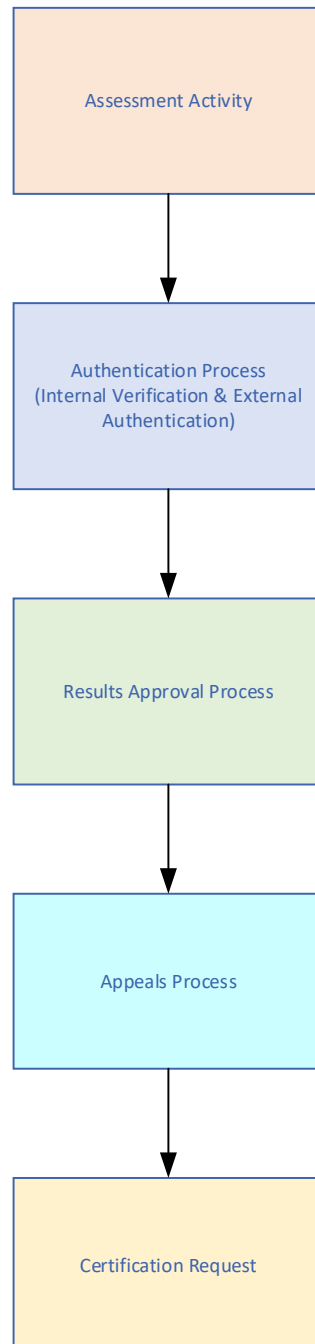 Assessment Activity
Authentication Process
(Internal Verification & External
Authentication)
Results Approval Process
Appeals Process
Certification Request